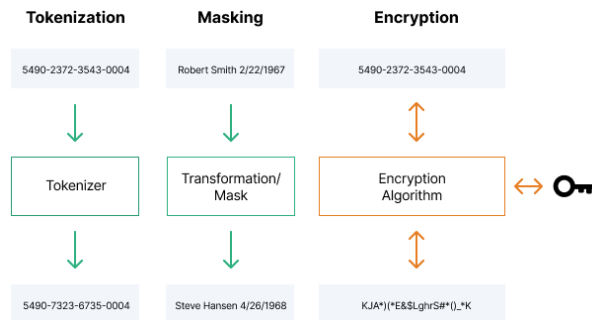 Tokenization
Masking
Encryption
5490-2372-3543-0004
Robert Smith 2/22/1967
5490-2372-3543-0004
Tokenizer
Transformation/
Mask
Encryption
Algorithm
5490-7323-6735-0004
Steve Hansen 4/26/1968
KJA*)(*E&$LghrS#*()_*K